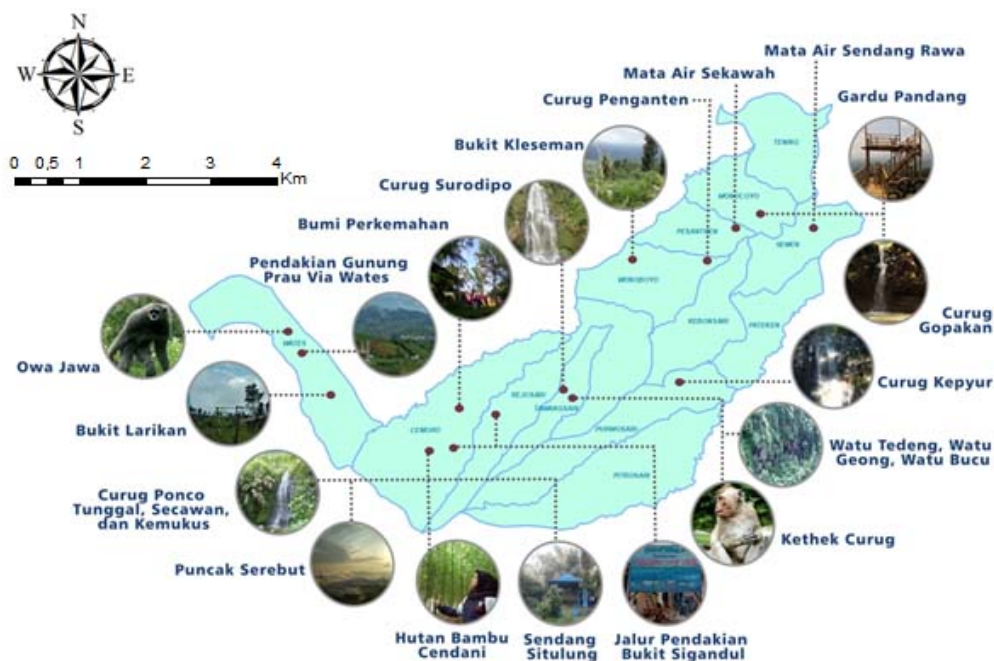 N
W
E
S
0 0,5 1 2 3 4
Km
Mata Air Sendang Rawa
Mata Air Sekawah
Gardu Pandang
Curug Penganten
Bukit Kleseman
Curug Surodipo
Bumi Perkemahan
Pendakian Gunung
Prau Via Wates
TEMPURAN
Owa Jawa
WATES
Curug
Gopakan
Curug Kepyur
Bukit Larikan
CEMORO
Watu Tedeng, Watu
Geong, Watu Bucu
Curug Ponco
Tunggal, Secawan,
dan Kemukus
Kethek Curug
Puncak Serebut
Hutan Bambu
Cendani
Sendang
Situlung
Jalur Pendakian
Bukit Sigandul